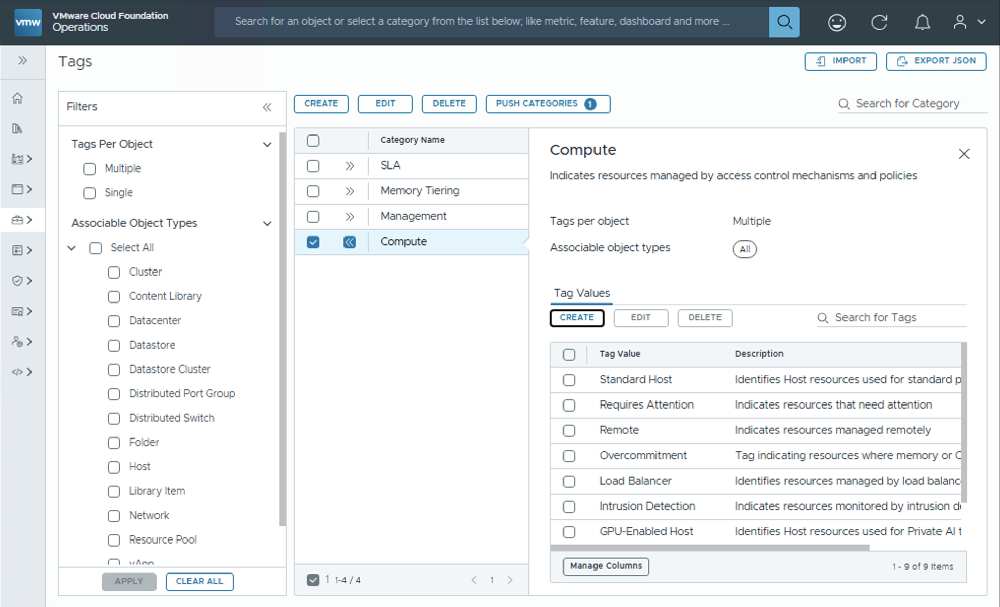 vmw
VMware Cloud Foundation
Operations
Search for an object or select a category from the list below; like metric, feature, dashboard and more ...
Tags
IMPORT
EXPORT JSON
Filters
Tags Per Object
Multiple
Single
Associable Object Types
Select All
Cluster
Content Library
Datacenter
Datastore
Datastore Cluster
Distributed Port Group
Distributed Switch
Folder
Host
Library Item
Network
Resource Pool
vApp
APPLY
CLEAR ALL
CREATE
EDIT
DELETE
PUSH CATEGORIES 1
Search for Category
Category Name
SLA
Memory Tiering
Management
Compute
1 1-4 / 4
1
Compute
Indicates resources managed by access control mechanisms and policies
Tags per object Multiple
Associable object types All
Tag Values
CREATE
EDIT
DELETE
Search for Tags
Tag Value Description
Standard Host Identifies Host resources used for standard p
Requires Attention Indicates resources that need attention
Remote Indicates resources managed remotely
Overcommitment Tag indicating resources where memory or C
Load Balancer Identifies resources managed by load balanc
Intrusion Detection Indicates resources monitored by intrusion d
GPU-Enabled Host Identifies Host resources used for Private AI t
Manage Columns
1 - 9 of 9 Items